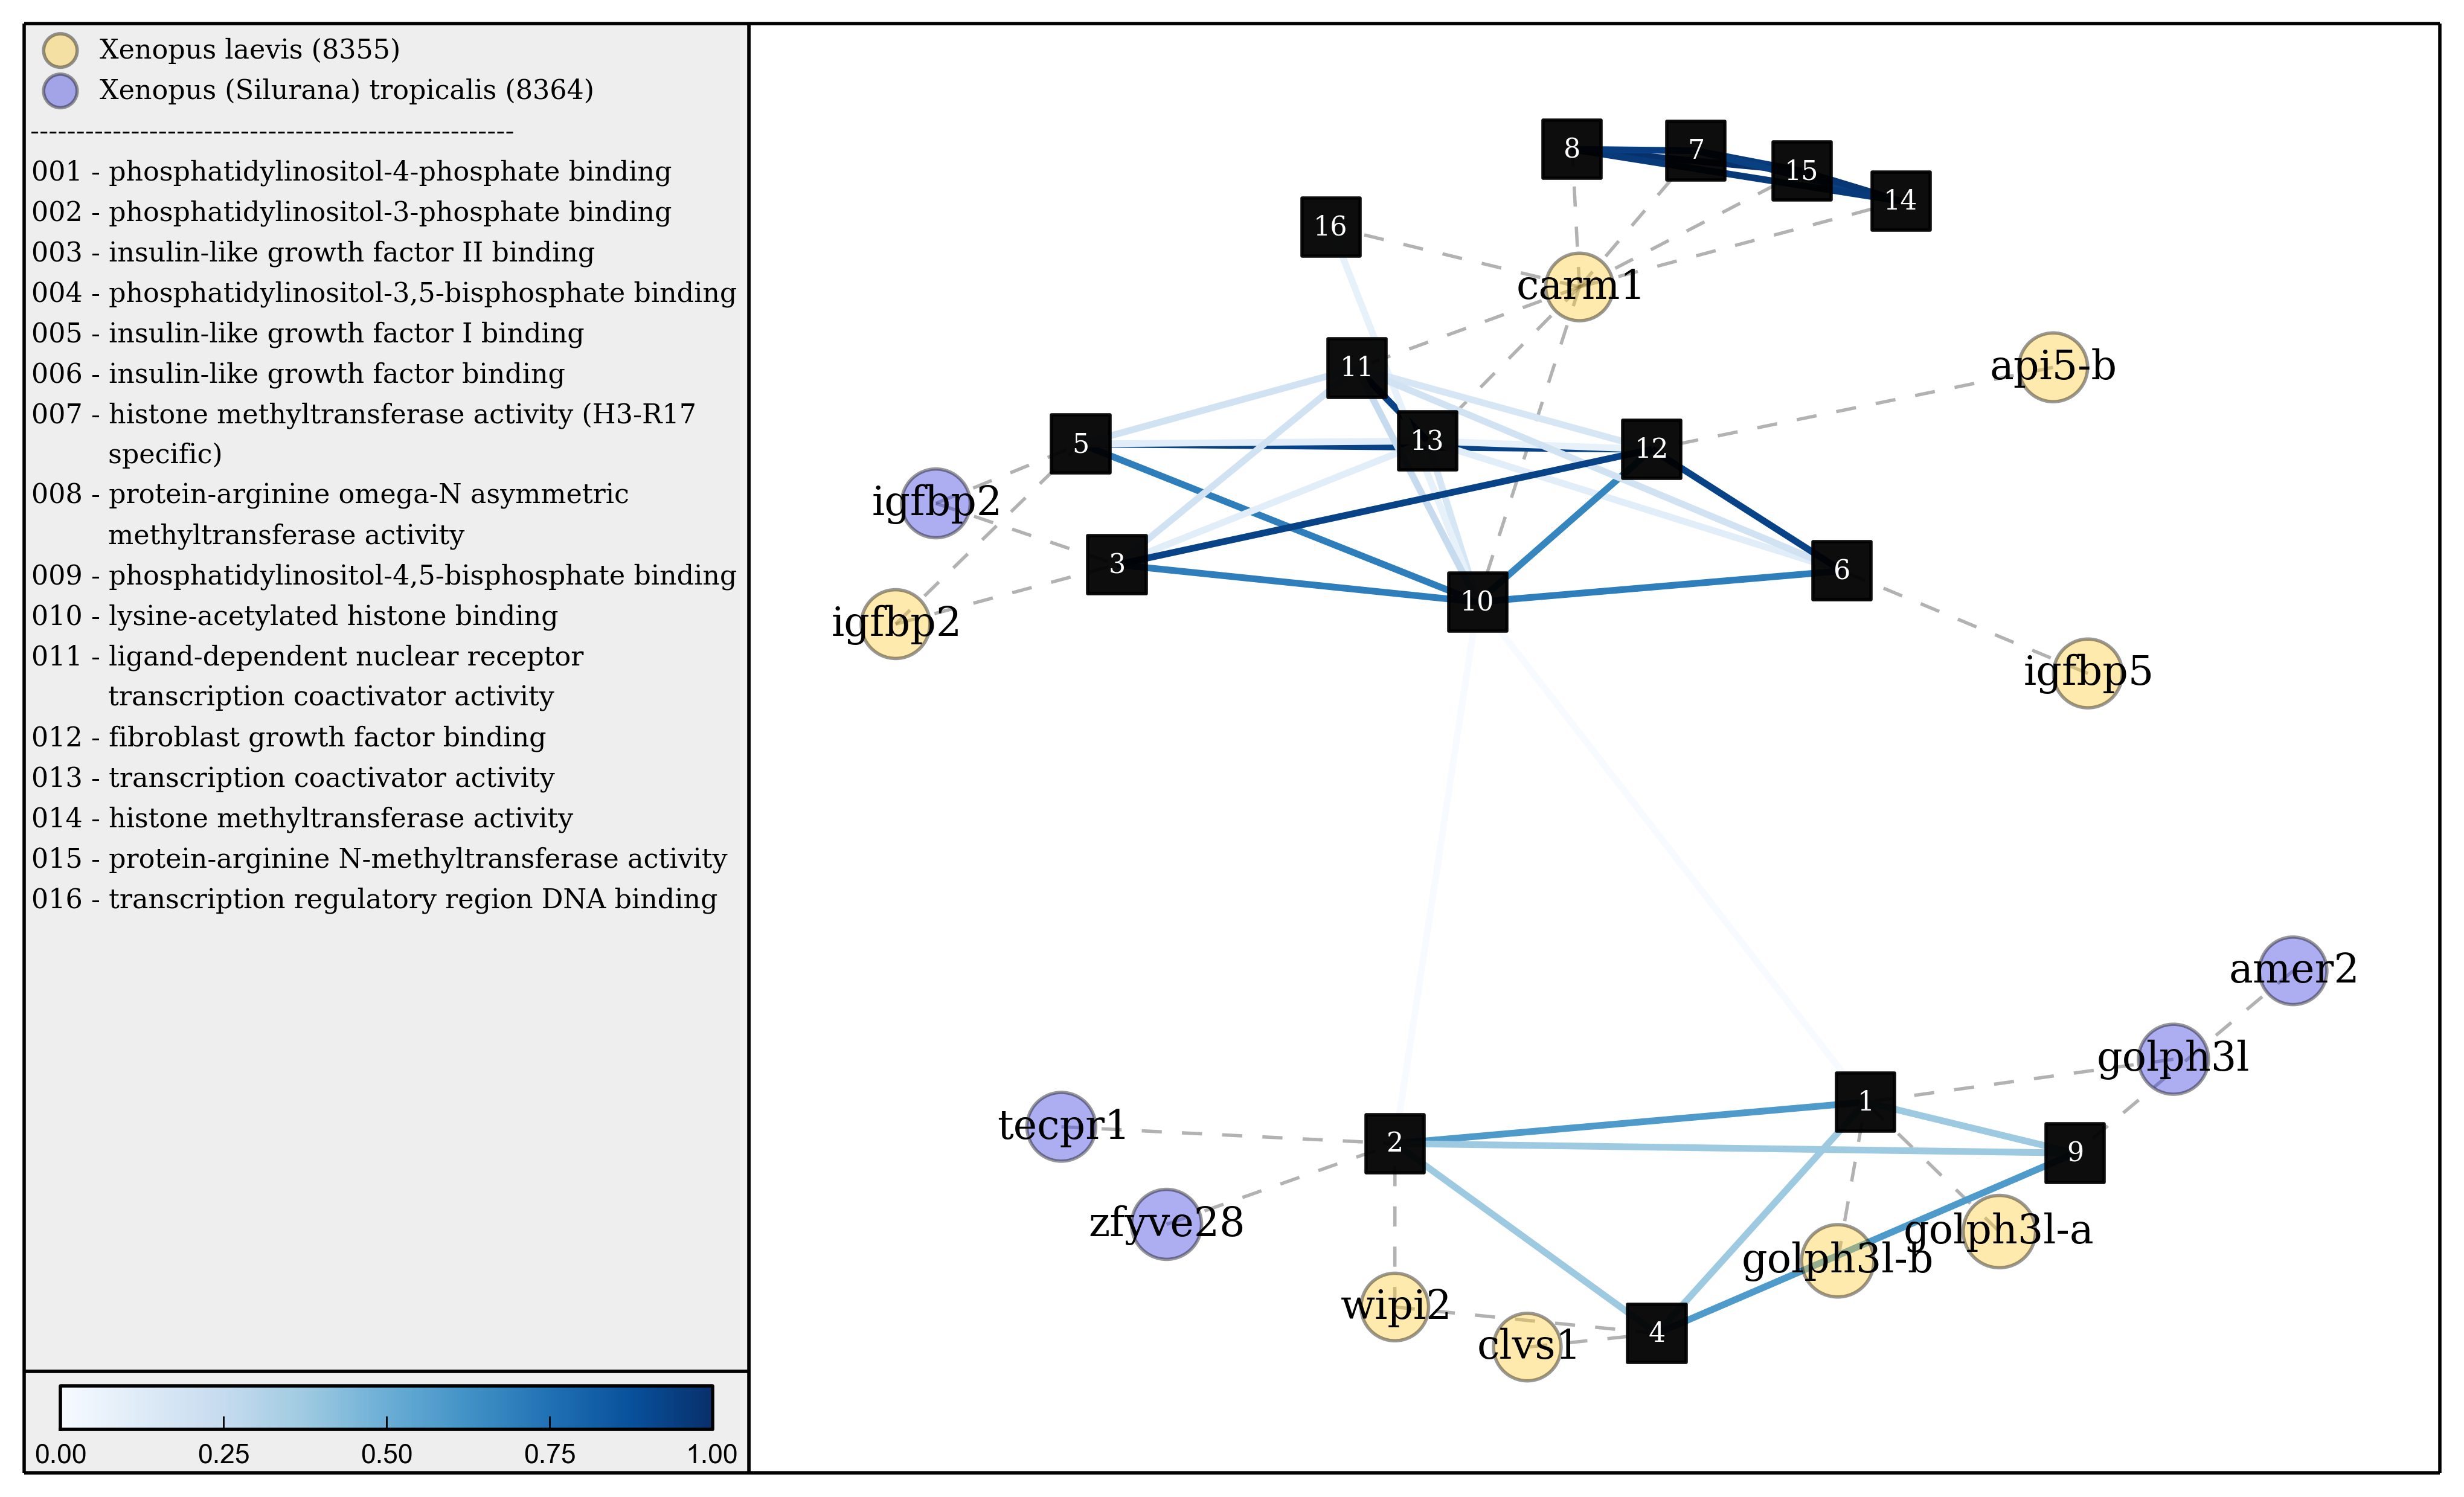 Xenopus laevis (8355)
Xenopus (Silurana) tropicalis (8364)
-----------------------------------------------------
001 - phosphatidylinositol-4-phosphate binding
002 - phosphatidylinositol-3-phosphate binding
003 - insulin-like growth factor II binding
004 - phosphatidylinositol-3,5-bisphosphate binding
005 - insulin-like growth factor I binding
006 - insulin-like growth factor binding
007 - histone methyltransferase activity (H3-R17
specific)
008 - protein-arginine omega-N asymmetric
methyltransferase activity
009 - phosphatidylinositol-4,5-bisphosphate binding
010 - lysine-acetylated histone binding
011 - ligand-dependent nuclear receptor
transcription coactivator activity
012 - fibroblast growth factor binding
013 - transcription coactivator activity
014 - histone methyltransferase activity
015 - protein-arginine N-methyltransferase activity
016 - transcription regulatory region DNA binding
0.00 0.25 0.50 0.75 1.00
8
7
15
14
16
carm1
11
api5-b
13
5
12
igfbp2
3
6
10
igfbp2
igfbp5
amer2
golph3l
1
tecpr1
2
9
zfyve28
golph3l-a
golph3l-b
wipi2
4
clvs1